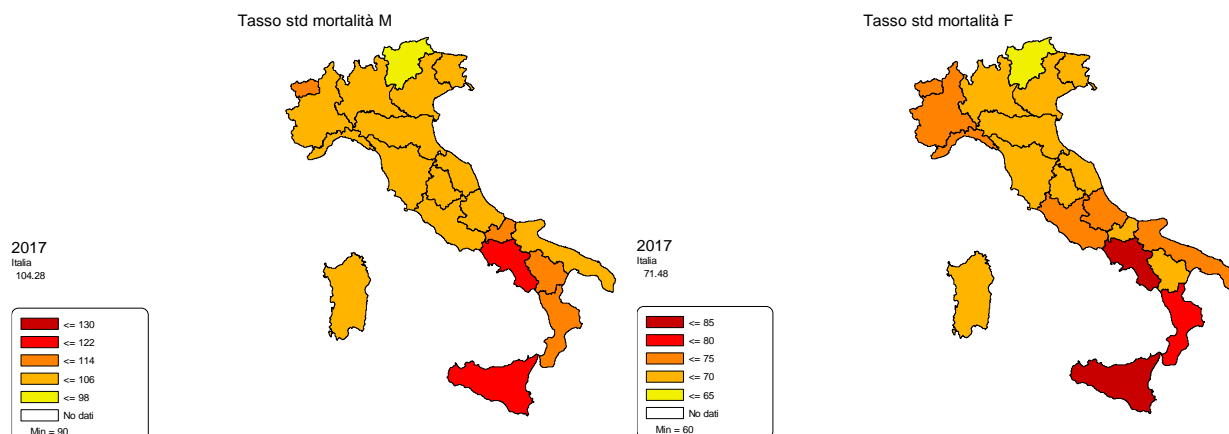 Tasso std mortalità M
2017
Italia
104.28
<= 130
<= 122
<= 114
<= 106
<= 98
No dati
Min = 90
Tasso std mortalità F
2017
Italia
71.48
<= 85
<= 80
<= 75
<= 70
<= 65
No dati
Min = 60